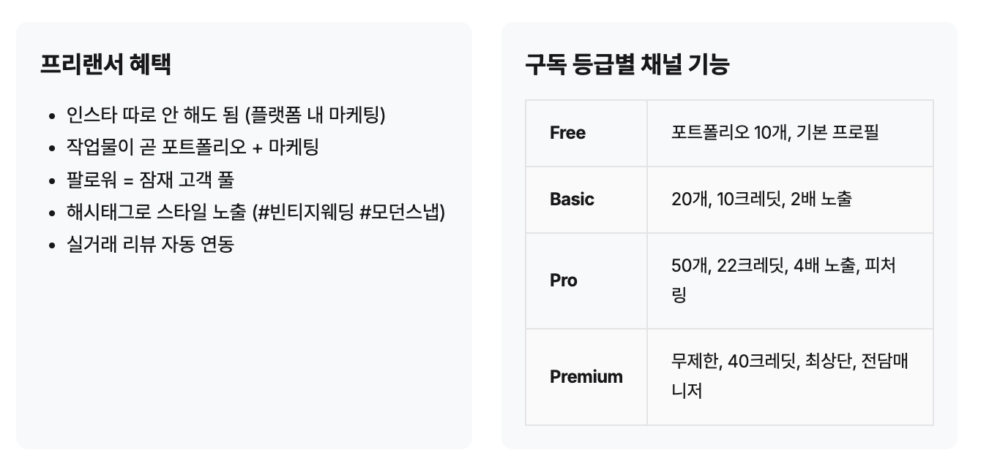 프리랜서 혜택
• 인스타 따로 안 해도 됨 (플랫폼 내 마케팅)
• 작업물이 곧 포트폴리오 + 마케팅
• 팔로워 = 잠재 고객 풀
• 해시태그로 스타일 노출 (#빈티지웨딩 #모던스냅)
• 실거래 리뷰 자동 연동
구독 등급별 채널 기능
Free 포트폴리오 10개, 기본 프로필
Basic 20개, 10크레딧, 2배 노출
Pro 50개, 22크레딧, 4배 노출, 피처
링
Premium 무제한, 40크레딧, 최상단, 전담매
니저